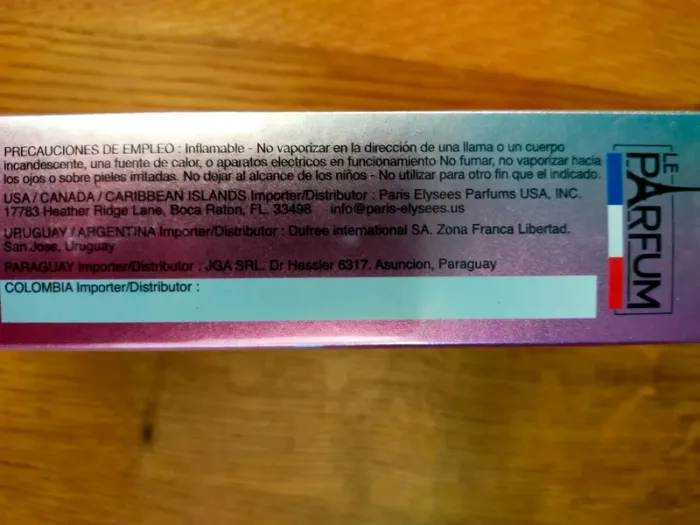 PRECAUCIONES DE EMPLEO : Inflamable - No vaporizar en la dirección de una llama o un cuerpo
incandescente, una fuente de calor, o aparatos electricos en funcionamiento No fumar, no vaporizar hacia
los ojos o sobre pieles irritadas. No dejar al alcance de los niños - No utilizar para otro fin que el indicado.
USA / CANADA / CARIBBEAN ISLANDS Importer/Distributor : Paris Elysees Parfums USA, INC.
17783 Heather Ridge Lane, Boca Raton, FL. 33498 info@paris-elysees.us
URUGUAY / ARGENTINA Importer/Distributor : Dufree international SA. Zona Franca Libertad.
San Jose, Uruguay
PARAGUAY Importer/Distributor : JGA SRL. Dr Hassler 6317. Asuncion, Paraguay
COLOMBIA Importer/Distributor :
LE
PARFUM